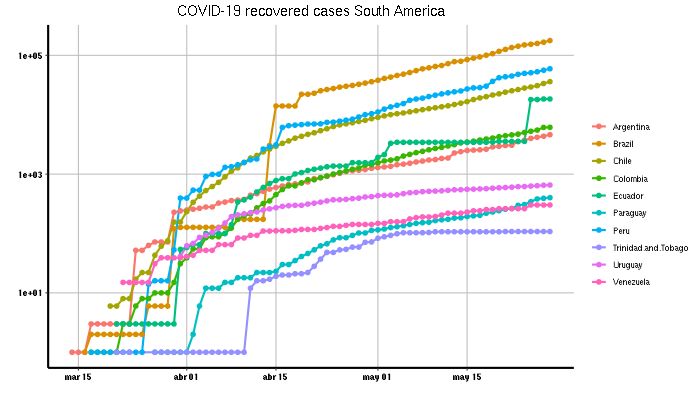 COVID-19 recovered cases South America
1e+05
1e+03
1e+01
mar 15
abr 01
abr 15
may 01
may 15
Argentina
Brazil
Chile
Colombia
Ecuador
Paraguay
Peru
Trinidad.and.Tobago
Uruguay
Venezuela